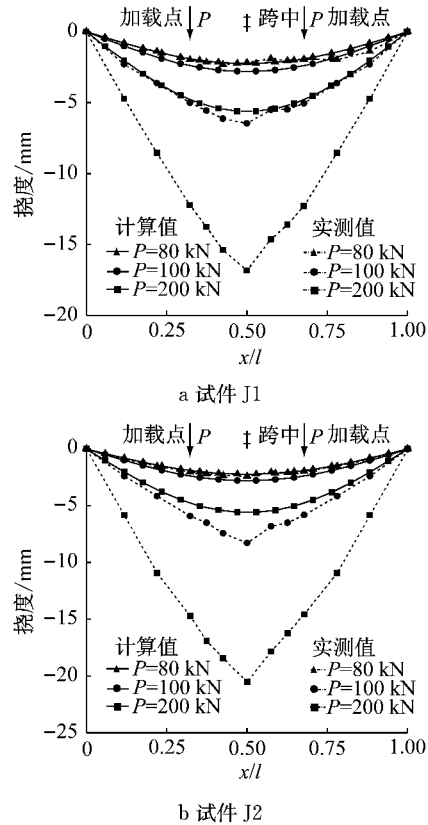 加载点 P ‡ 跨中 P 加载点
0
-5
-10
-15
-20
挠度/mm
计算值 实测值
P=80 kN P=80 kN
P=100 kN P=100 kN
P=200 kN P=200 kN
0 0.25 0.50 0.75 1.00
x/l
a 试件 J1
加载点 P ‡ 跨中 P 加载点
0
-5
-10
-15
-20
-25
挠度/mm
计算值 实测值
P=80 kN P=80 kN
P=100 kN P=100 kN
P=200 kN P=200 kN
0 0.25 0.50 0.75 1.00
x/l
b 试件 J2